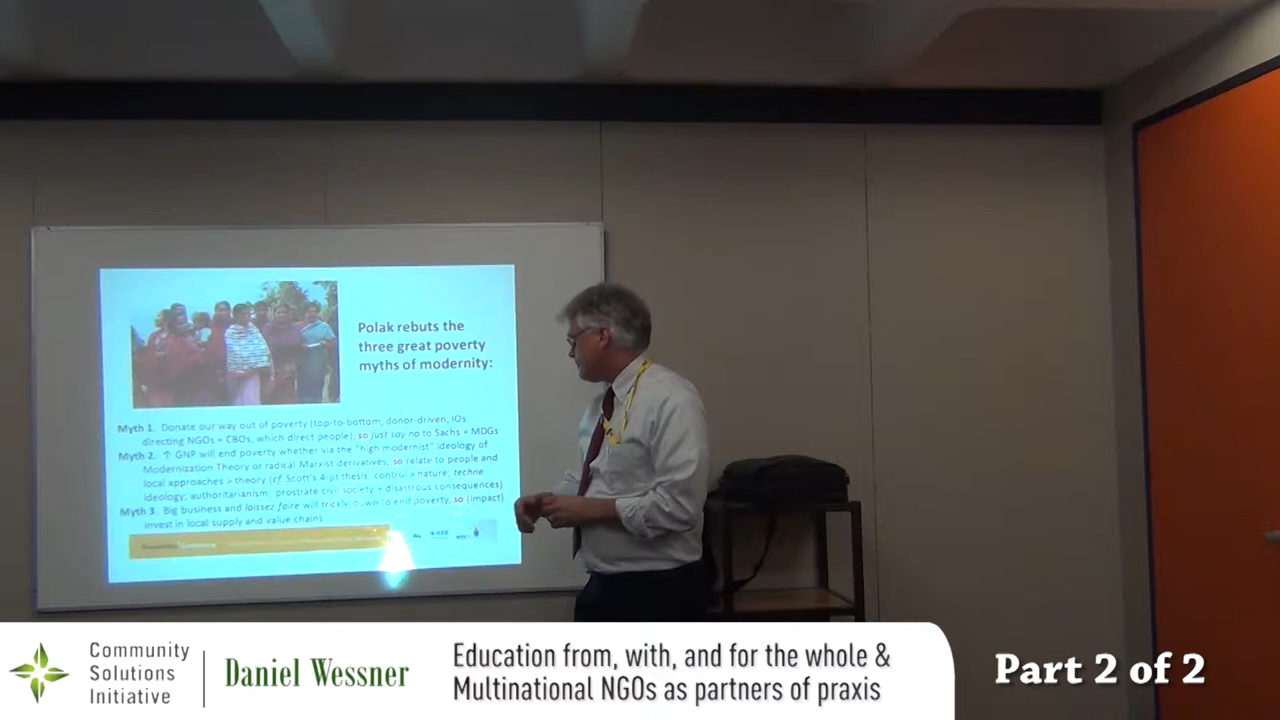 Polak rebuts the
three great poverty
myths of modernity:
Myth 1. Donate our way out of poverty (top-to-bottom, donor-driven, IOs
directing NGOs + CBOs, which direct people), so just say no to Sachs + MDGs
Myth 2. ↑ GNP will end poverty whether via the "high modernist" ideology of
Modernization Theory or radical Marxist derivatives, so relate to people and
local approaches > theory (cf Scott's 4-pt thesis: control > nature; techne
ideology; authoritarianism; prostrate civil society + disastrous consequences)
Myth 3. Big business and laissez faire will trickle down to end poverty, so (impact)
invest in local supply and value chains
IEEE
Community
Solutions
Initiative
Daniel Wessner
Education from, with, and for the whole &
Multinational NGOs as partners of praxis
Part 2 of 2